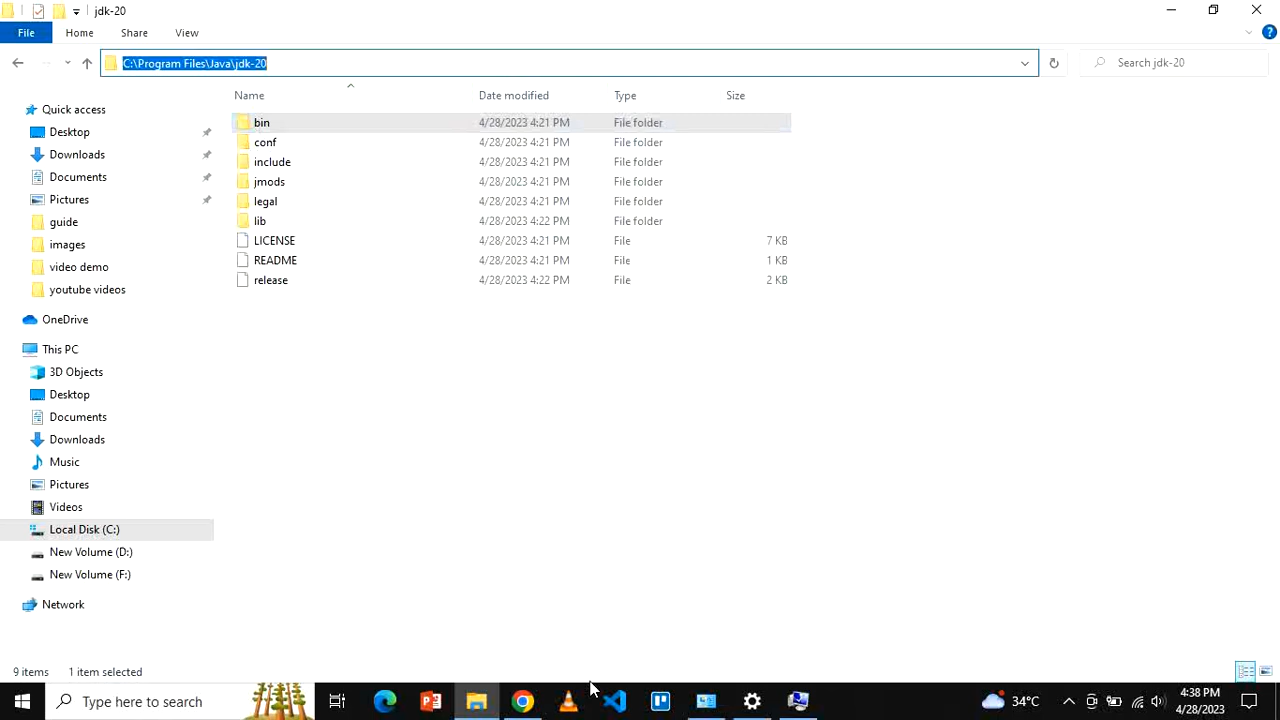 jdk-20
File Home Share View
C:\Program Files\Java\jdk-20
Search jdk-20
Name Date modified Type Size
bin 4/28/2023 4:21 PM File folder
conf 4/28/2023 4:21 PM File folder
include 4/28/2023 4:21 PM File folder
jmods 4/28/2023 4:21 PM File folder
legal 4/28/2023 4:21 PM File folder
lib 4/28/2023 4:22 PM File folder
LICENSE 4/28/2023 4:21 PM File 7 KB
README 4/28/2023 4:21 PM File 1 KB
release 4/28/2023 4:22 PM File 2 KB
Quick access
Desktop
Downloads
Documents
Pictures
guide
images
video demo
youtube videos
OneDrive
This PC
3D Objects
Desktop
Documents
Downloads
Music
Pictures
Videos
Local Disk (C:)
New Volume (D:)
New Volume (F:)
Network
9 items 1 item selected
Type here to search
34°C
4:38 PM
4/28/2023